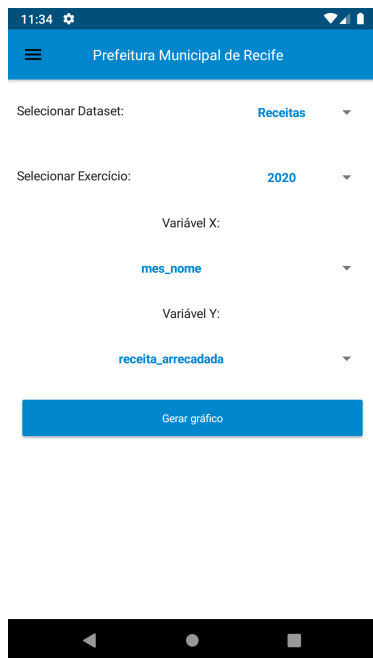 11:34
Prefeitura Municipal de Recife
Selecionar Dataset: Receitas
Selecionar Exercício: 2020
Variável X:
mes_nome
Variável Y:
receita_arrecadada
Gerar gráfico